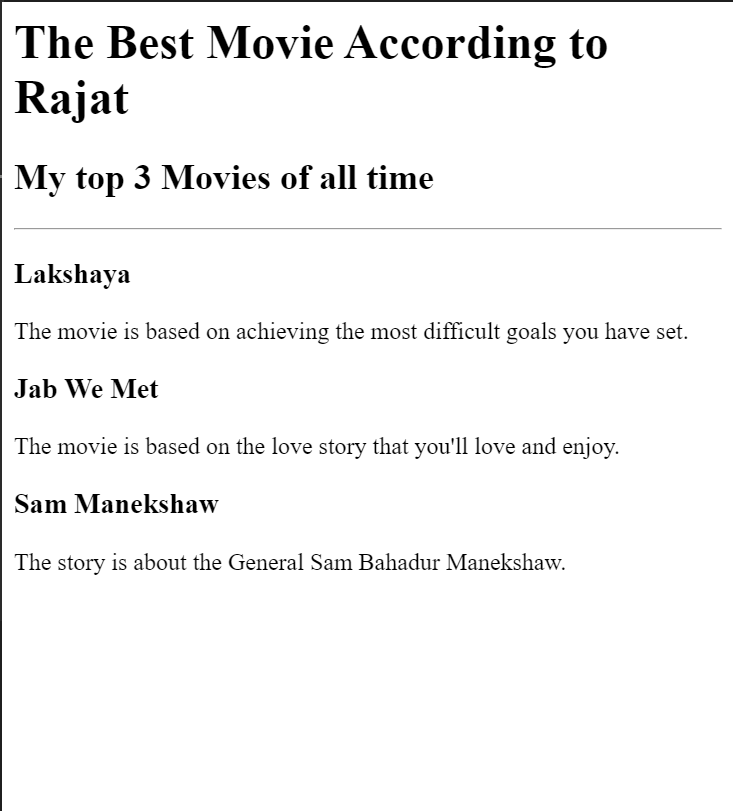 The Best Movie According to
Rajat
My top 3 Movies of all time
Lakshaya
The movie is based on achieving the most difficult goals you have set.
Jab We Met
The movie is based on the love story that you'll love and enjoy.
Sam Manekshaw
The story is about the General Sam Bahadur Manekshaw.